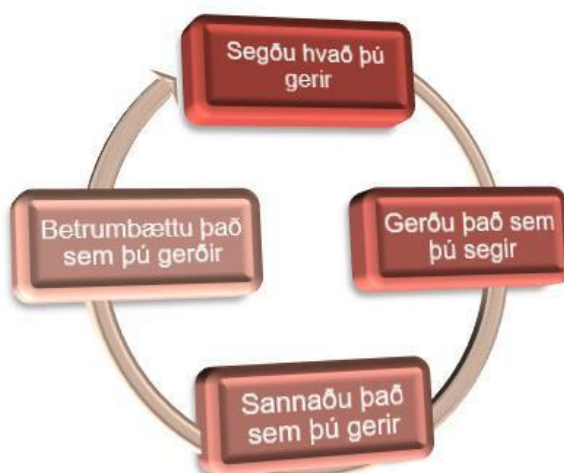 Segðu hvað þú
gerir
Gerðu það sem
þú segir
Sannaðu það
sem þú gerir
Betrumbættu það
sem þú gerðir